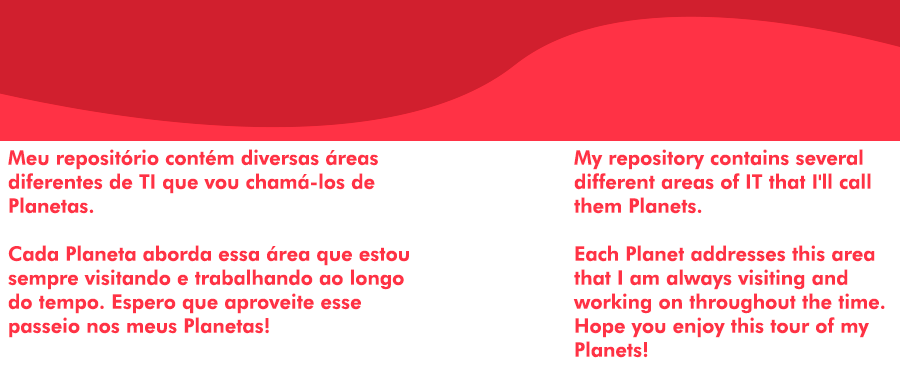 Meu repositório contém diversas áreas
diferentes de TI que vou chamá-los de
Planetas.
Cada Planeta aborda essa área que estou
sempre visitando e trabalhando ao longo
do tempo. Espero que aproveite esse
passeio nos meus Planetas!
My repository contains several
different areas of IT that I'll call
them Planets.
Each Planet addresses this area
that I am always visiting and
working on throughout the time.
Hope you enjoy this tour of my
Planets!